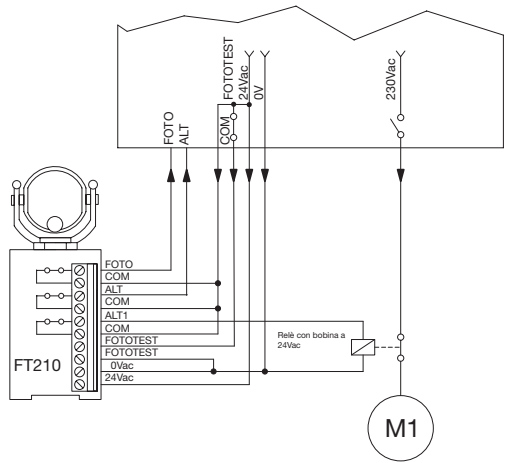 FOTOTEST
24Vac
0V
230Vac
FOTO
ALT
COM
FOTO
COM
ALT
COM
ALT1
COM
FOTOTEST
FOTOTEST
0Vac
24Vac
FT210
Relè con bobina a
24Vac
M1